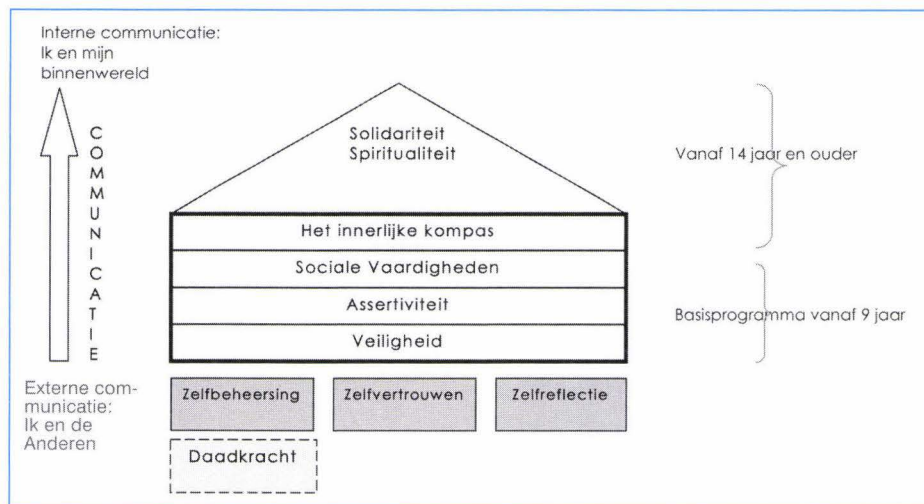 Interne communicatie:
Ik en mijn
binnenwereld
COMMUNICATIE
Solidariteit
Spiritualiteit
Vanaf 14 jaar en ouder
Het innerlijke kompas
Sociale Vaardigheden
Assertiviteit
Veiligheid
Basisprogramma vanaf 9 jaar
Externe com-
municatie:
Ik en de
Anderen
Zelfbeheersing
Zelfvertrouwen
Zelfreflectie
Daadkracht